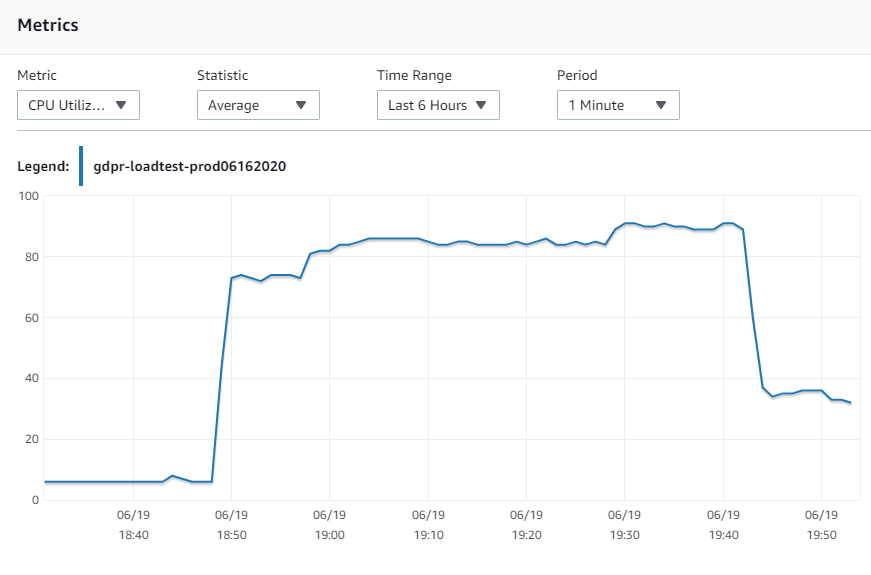 Metrics
Metric Statistic Time Range Period
CPU Utiliz... Average Last 6 Hours 1 Minute
Legend: gdpr-loadtest-prod06162020
100
80
60
40
20
0
06/19 06/19 06/19 06/19 06/19 06/19 06/19 06/19
18:40 18:50 19:00 19:10 19:20 19:30 19:40 19:50